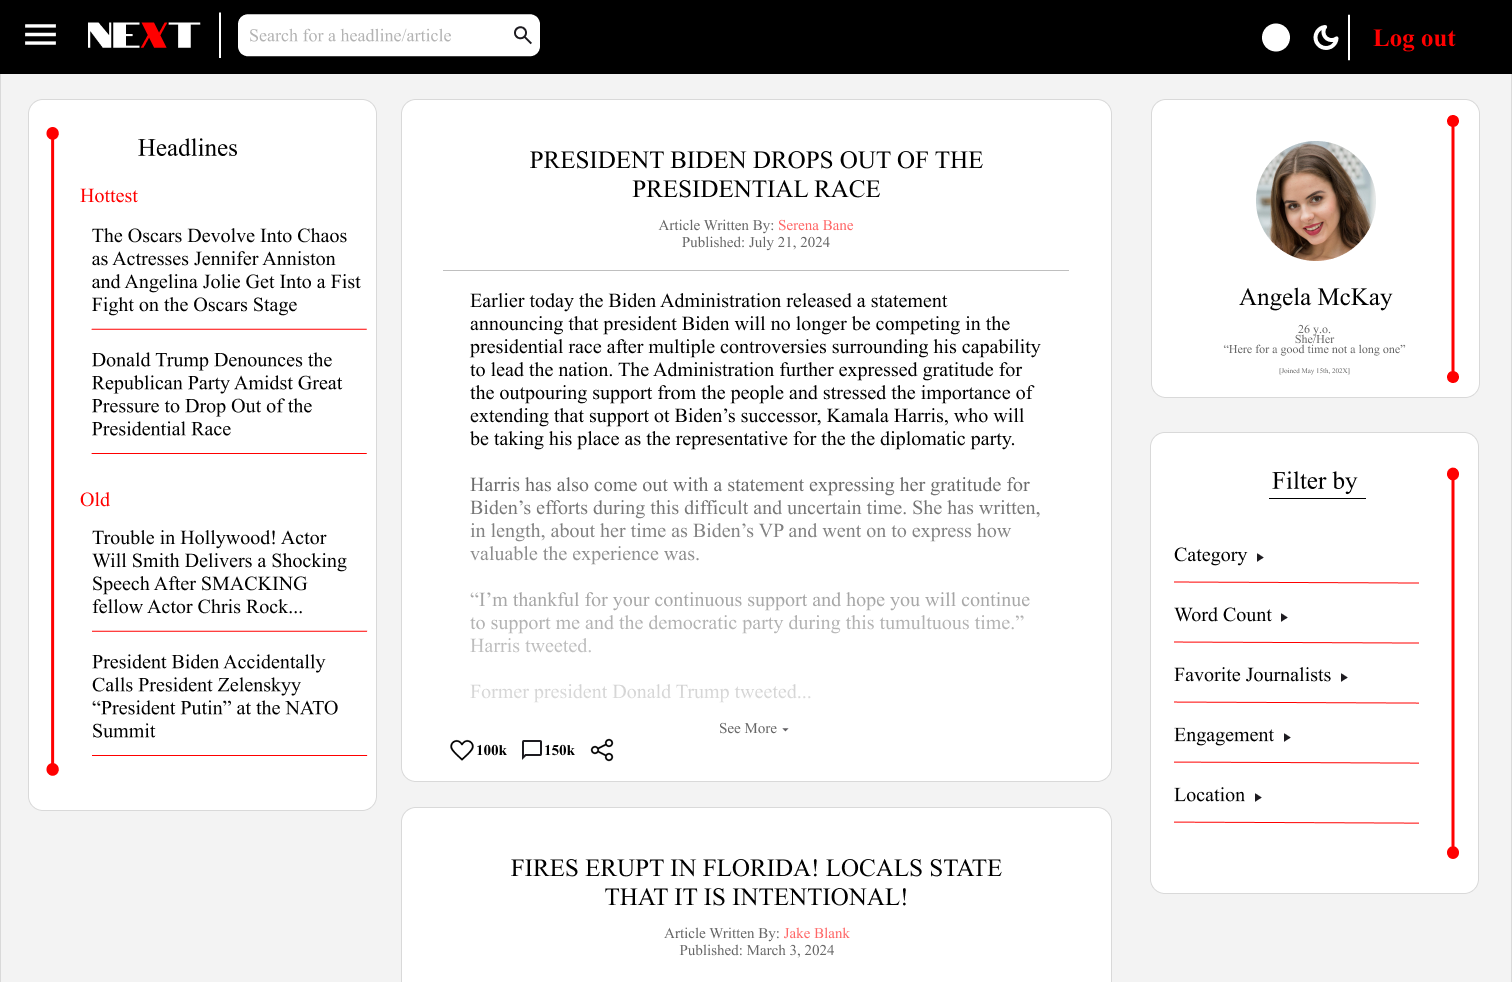 NEXT
Search for a headline/article
Log out
Headlines
Hottest
The Oscars Devolve Into Chaos
as Actresses Jennifer Anniston
and Angelina Jolie Get Into a Fist
Fight on the Oscars Stage
Donald Trump Denounces the
Republican Party Amidst Great
Pressure to Drop Out of the
Presidential Race
Old
Trouble in Hollywood! Actor
Will Smith Delivers a Shocking
Speech After SMACKING
fellow Actor Chris Rock...
President Biden Accidentally
Calls President Zelenskyy
“President Putin” at the NATO
Summit
PRESIDENT BIDEN DROPS OUT OF THE
PRESIDENTIAL RACE
Article Written By: Serena Bane
Published: July 21, 2024
Earlier today the Biden Administration released a statement
announcing that president Biden will no longer be competing in the
presidential race after multiple controversies surrounding his capability
to lead the nation. The Administration further expressed gratitude for
the outpouring support from the people and stressed the importance of
extending that support ot Biden’s successor, Kamala Harris, who will
be taking his place as the representative for the the diplomatic party.
Harris has also come out with a statement expressing her gratitude for
Biden’s efforts during this difficult and uncertain time. She has written,
in length, about her time as Biden’s VP and went on to express how
valuable the experience was.
“I’m thankful for your continuous support and hope you will continue
to support me and the democratic party during this tumultuous time.”
Harris tweeted.
Former president Donald Trump tweeted...
See More
100k 150k
FIRES ERUPT IN FLORIDA! LOCALS STATE
THAT IT IS INTENTIONAL!
Article Written By: Jake Blank
Published: March 3, 2024
Angela McKay
26 y.o.
She/Her
“Here for a good time not a long one”
[Joined May 15th, 202X]
Filter by
Category
Word Count
Favorite Journalists
Engagement
Location